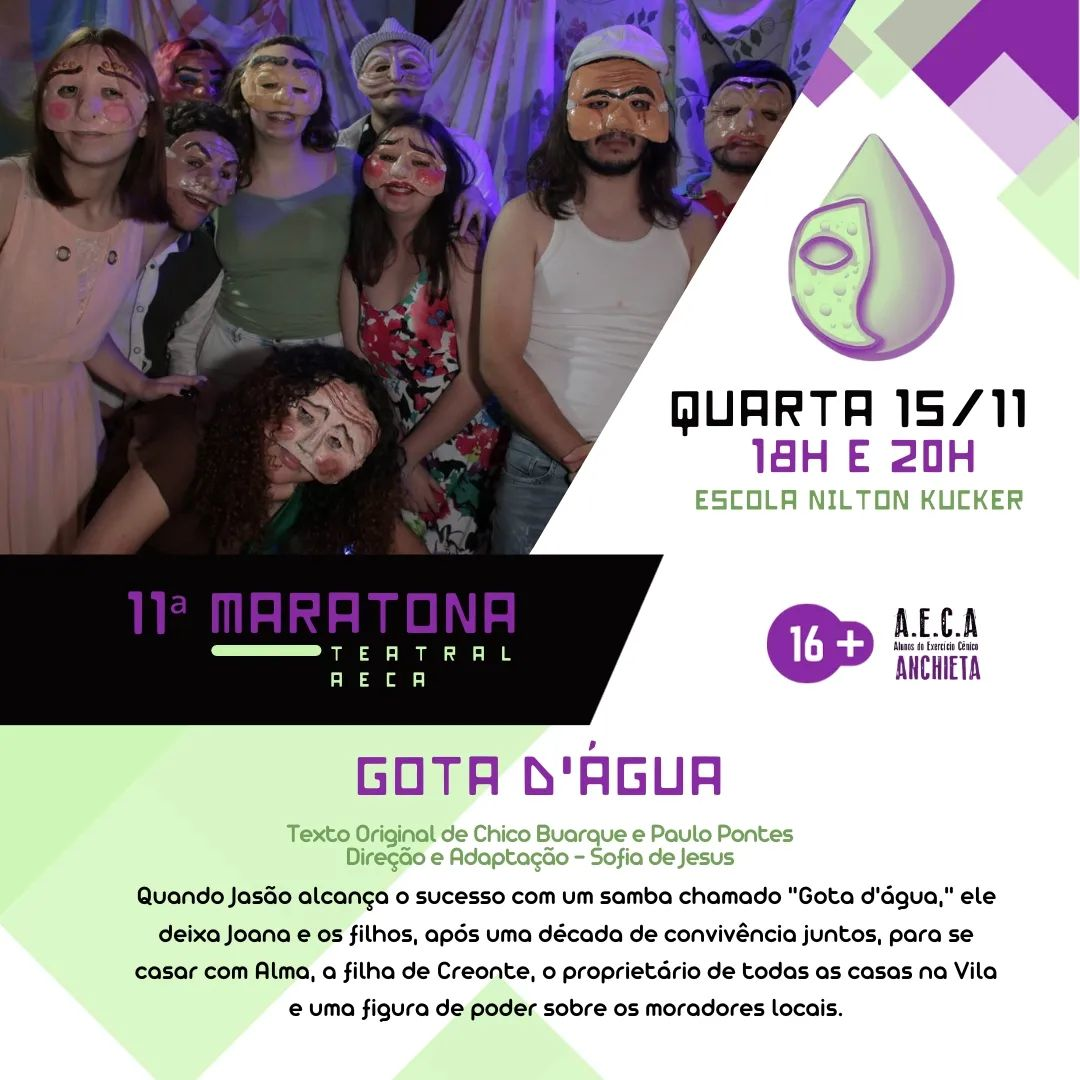 QUARTA 15/11
18H E 20H
ESCOLA NILTON KUCKER
11ª MARATONA
TEATRAL
AECA
16+
A.E.C.A
Alunos do Exercício Cênico
ANCHIETA
GOTA D'ÁGUA
Texto Original de Chico Buarque e Paulo Pontes
Direção e Adaptação - Sofia de Jesus
Quando Jasão alcança o sucesso com um samba chamado "Gota d'água," ele
deixa Joana e os filhos, após uma década de convivência juntos, para se
casar com Alma, a filha de Creonte, o proprietário de todas as casas na Vila
e uma figura de poder sobre os moradores locais.